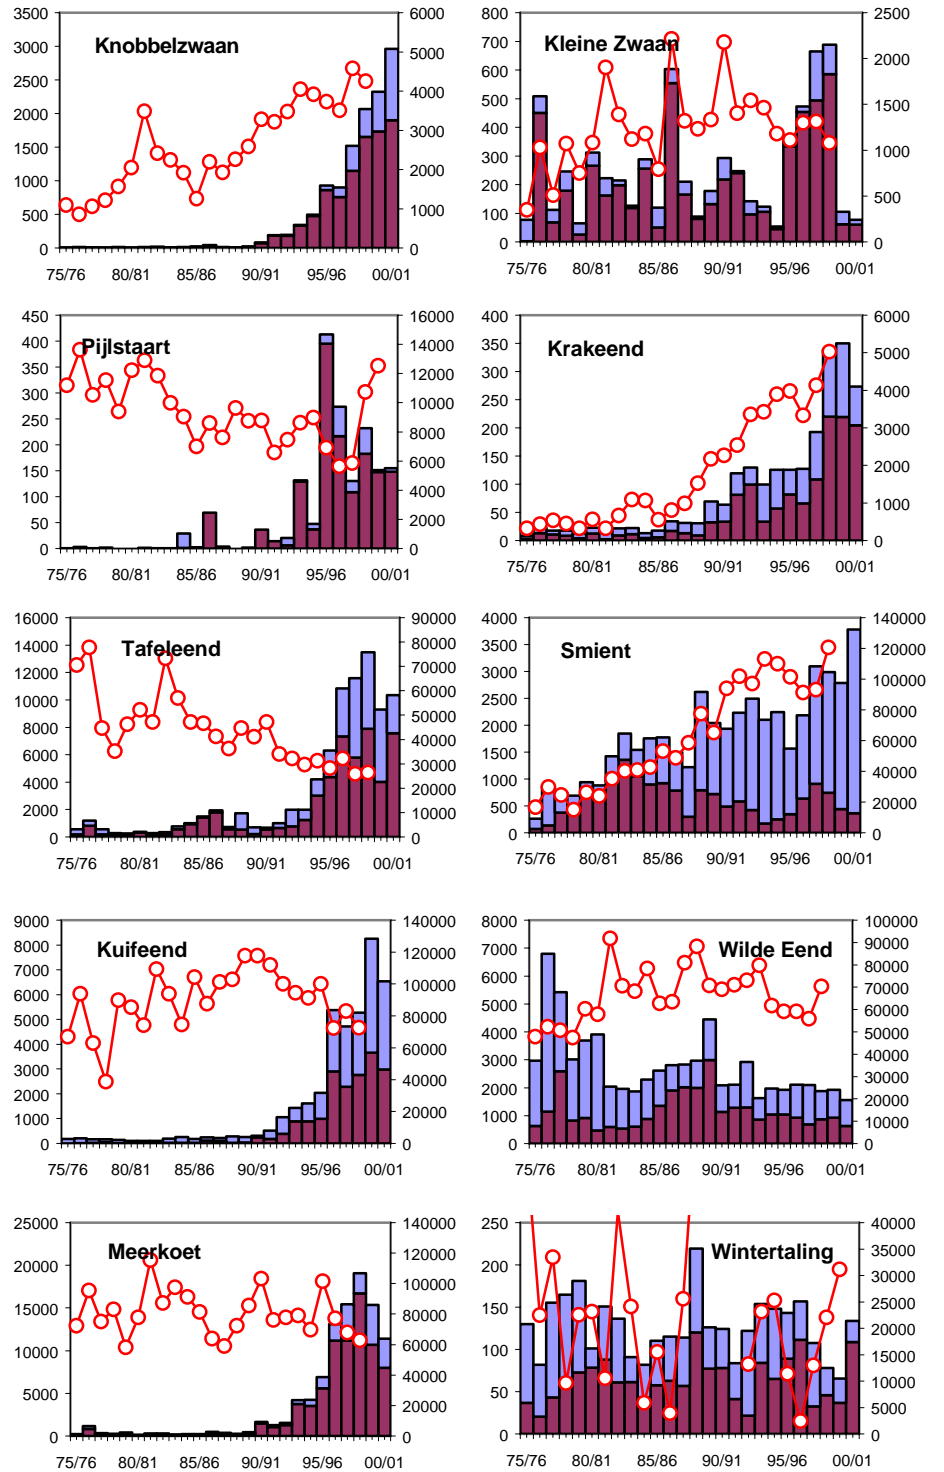 Knobbelzwaan
3500 3000 2500 2000 1500 1000 500 0
6000 5000 4000 3000 2000 1000 0
75/76 80/81 85/86 90/91 95/96 00/01
Kleine Zwaan
800 700 600 500 400 300 200 100 0
2500 2000 1500 1000 500 0
75/76 80/81 85/86 90/91 95/96 00/01
Pijlstaart
450 400 350 300 250 200 150 100 50 0
16000 14000 12000 10000 8000 6000 4000 2000 0
75/76 80/81 85/86 90/91 95/96 00/01
Krakeend
400 350 300 250 200 150 100 50 0
6000 5000 4000 3000 2000 1000 0
75/76 80/81 85/86 90/91 95/96 00/01
Tafeleend
16000 14000 12000 10000 8000 6000 4000 2000 0
90000 80000 70000 60000 50000 40000 30000 20000 10000 0
75/76 80/81 85/86 90/91 95/96 00/01
Smient
4000 3500 3000 2500 2000 1500 1000 500 0
140000 120000 100000 80000 60000 40000 20000 0
75/76 80/81 85/86 90/91 95/96 00/01
Kuifeend
9000 8000 7000 6000 5000 4000 3000 2000 1000 0
140000 120000 100000 80000 60000 40000 20000 0
75/76 80/81 85/86 90/91 95/96 00/01
Wilde Eend
8000 7000 6000 5000 4000 3000 2000 1000 0
100000 90000 80000 70000 60000 50000 40000 30000 20000 10000 0
75/76 80/81 85/86 90/91 95/96 00/01
Meerkoet
25000 20000 15000 10000 5000 0
140000 120000 100000 80000 60000 40000 20000 0
75/76 80/81 85/86 90/91 95/96 00/01
Wintertaling
250 200 150 100 50 0
40000 35000 30000 25000 20000 15000 10000 5000 0
75/76 80/81 85/86 90/91 95/96 00/01